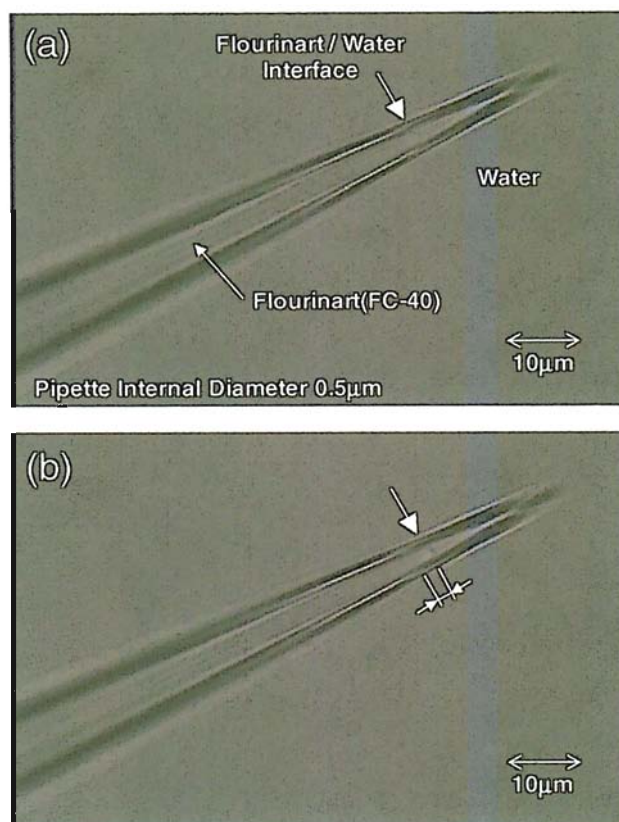 (a)
Flourinart / Water
Interface
Water
Flourinart(FC-40)
10μm
Pipette Internal Diameter 0.5μm
(b)
10μm